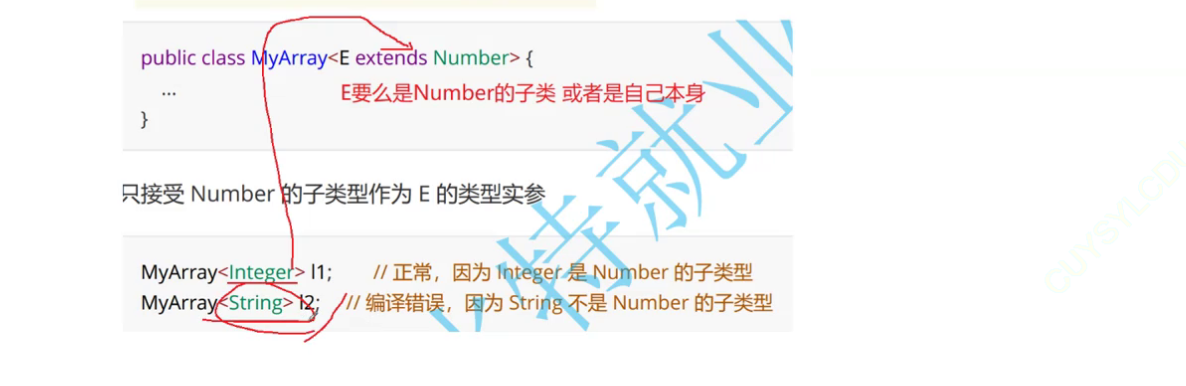 public class MyArray<E extends Number> {
...
E要么是Number的子类 或者是自己本身
}
只接受 Number 的子类型作为 E 的类型实参
MyArray<Integer> l1; // 正常，因为 Integer 是 Number 的子类型
MyArray<String> l2; // 编译错误，因为 String 不是 Number 的子类型
特就业